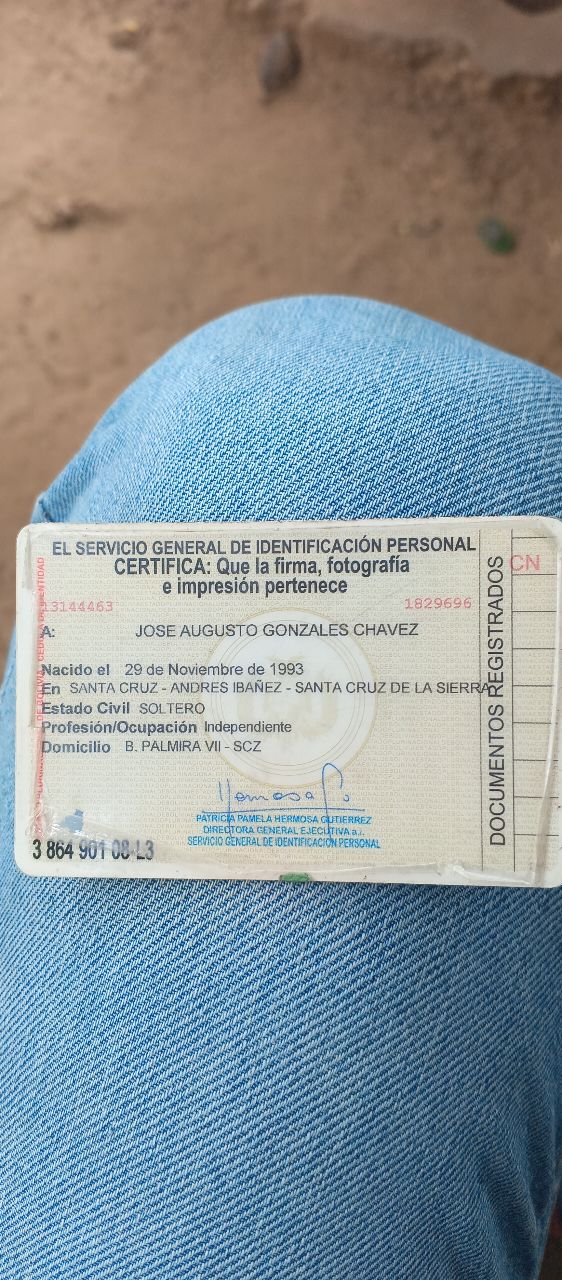 EL SERVICIO GENERAL DE IDENTIFICACIÓN PERSONAL
CERTIFICA: Que la firma, fotografía
e impresión pertenece
13144463
1829696
A: JOSE AUGUSTO GONZALES CHAVEZ
Nacido el 29 de Noviembre de 1993
En SANTA CRUZ - ANDRES IBAÑEZ - SANTA CRUZ DE LA SIERRA
Estado Civil SOLTERO
Profesión/Ocupación Independiente
Domicilio B. PALMIRA VII - SCZ
PATRICIA PAMELA HERMOSA GUTIERREZ
DIRECTORA GENERAL EJECUTIVA a.i.
SERVICIO GENERAL DE IDENTIFICACIÓN PERSONAL
3 864 901 08-L3
DOCUMENTOS REGISTRADOS
CN